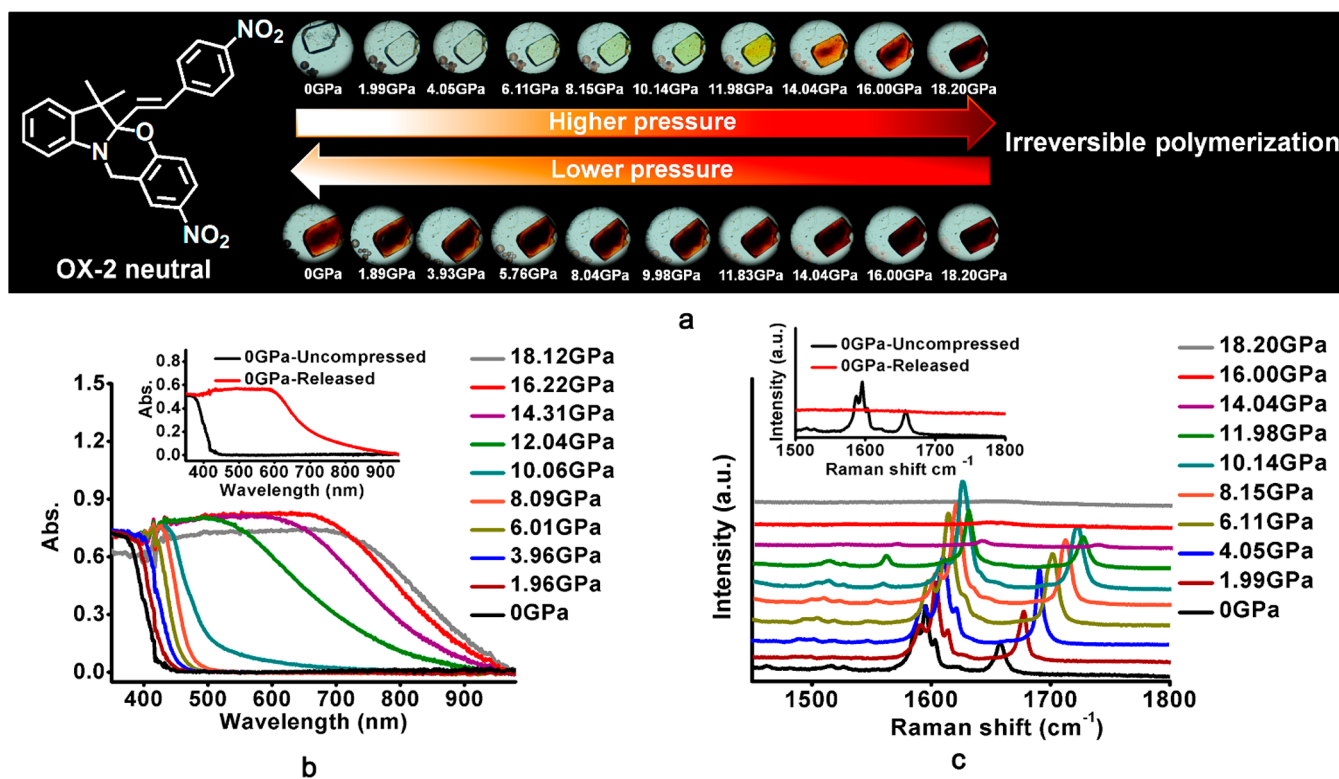 NO₂
O
N
NO₂
OX-2 neutral
0GPa 1.99GPa 4.05GPa 6.11GPa 8.15GPa 10.14GPa 11.98GPa 14.04GPa 16.00GPa 18.20GPa
Higher pressure
Irreversible polymerization
Lower pressure
0GPa 1.89GPa 3.93GPa 5.76GPa 8.04GPa 9.98GPa 11.83GPa 14.04GPa 16.00GPa 18.20GPa
a
1.5
1.2
0.9
0.6
0.3
0.0
Abs.
400 500 600 700 800 900
Wavelength (nm)
0.8
0.6
0.4
0.2
0.0
Abs.
0GPa-Uncompressed
0GPa-Released
400 500 600 700 800 900
Wavelength (nm)
18.12GPa
16.22GPa
14.31GPa
12.04GPa
10.06GPa
8.09GPa
6.01GPa
3.96GPa
1.96GPa
0GPa
b
Intensity (a.u.)
1500 1600 1700 1800
Raman shift (cm⁻¹)
Intensity (a.u.)
0GPa-Uncompressed
0GPa-Released
1500 1600 1700 1800
Raman shift cm⁻¹
18.20GPa
16.00GPa
14.04GPa
11.98GPa
10.14GPa
8.15GPa
6.11GPa
4.05GPa
1.99GPa
0GPa
c